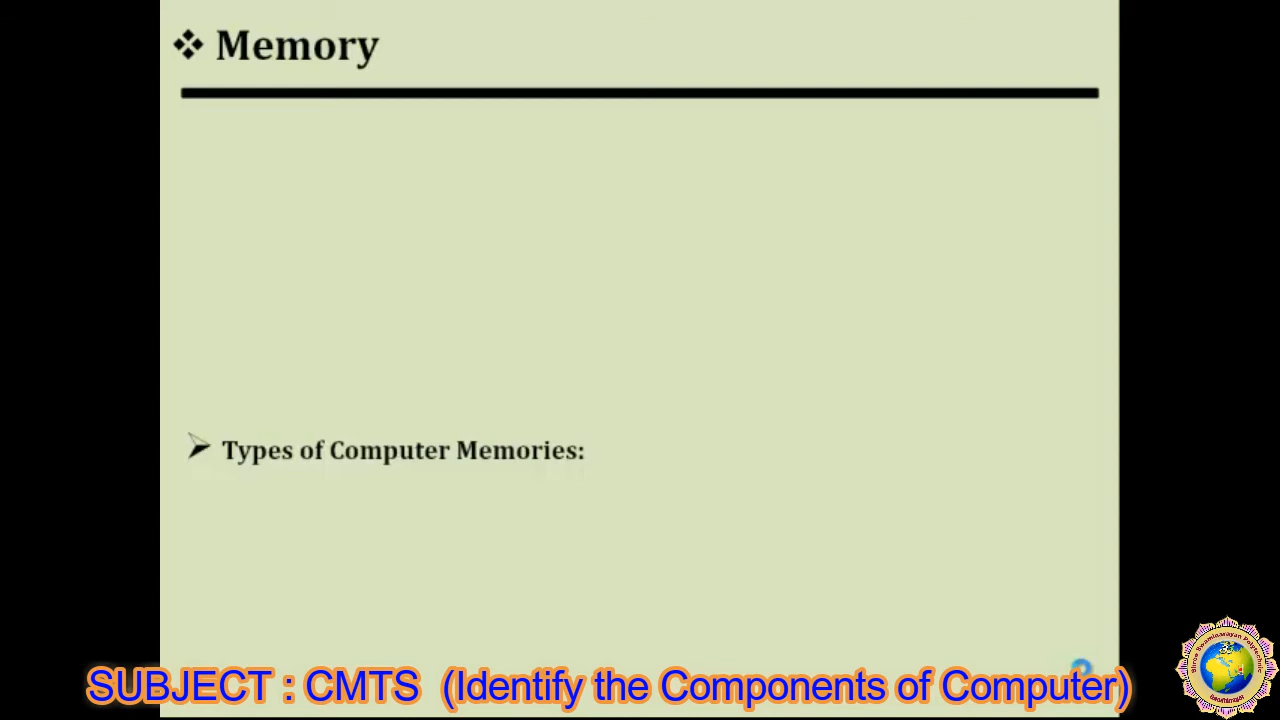 Memory
Types of Computer Memories:
SUBJECT : CMTS (Identify the Components of Computer)